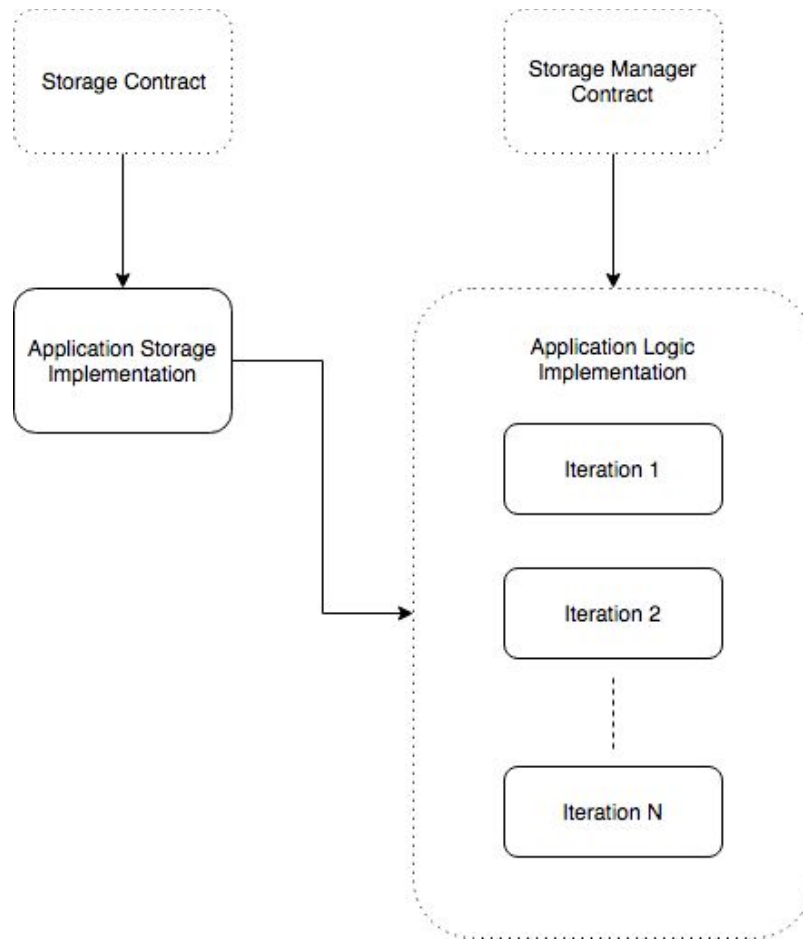 Storage Contract
Storage Manager
Contract
Application Storage
Implementation
Application Logic
Implementation
Iteration 1
Iteration 2
Iteration N